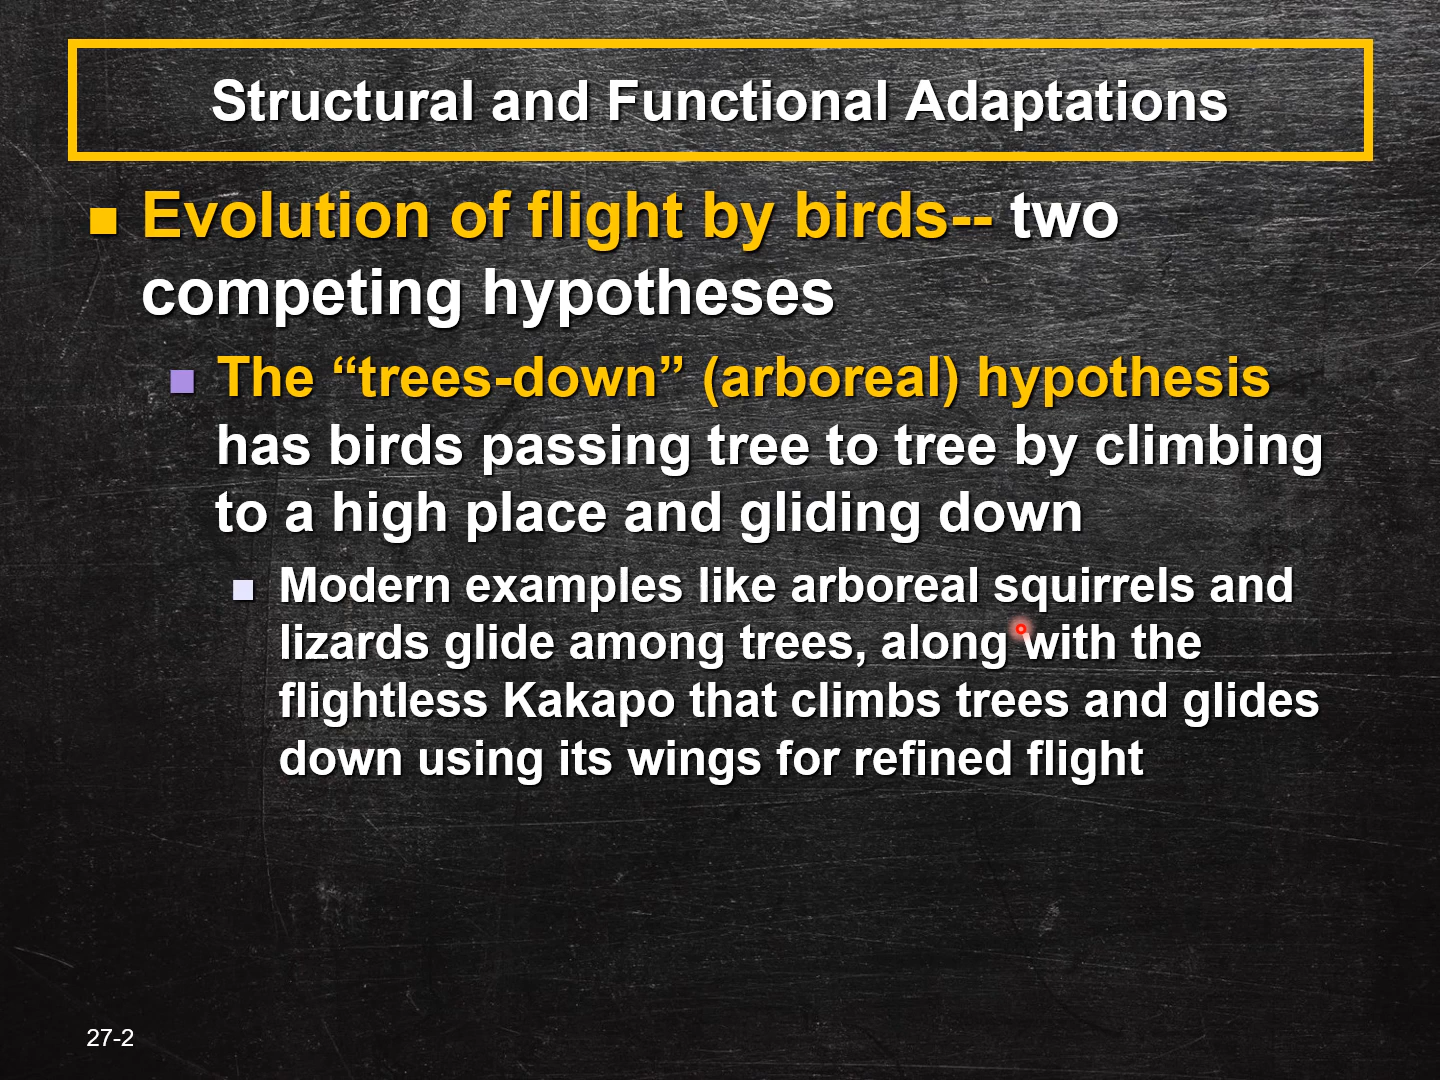 Structural and Functional Adaptations
Evolution of flight by birds-- two
competing hypotheses
The “trees-down” (arboreal) hypothesis
has birds passing tree to tree by climbing
to a high place and gliding down
Modern examples like arboreal squirrels and
lizards glide among trees, along with the
flightless Kakapo that climbs trees and glides
down using its wings for refined flight
27-2